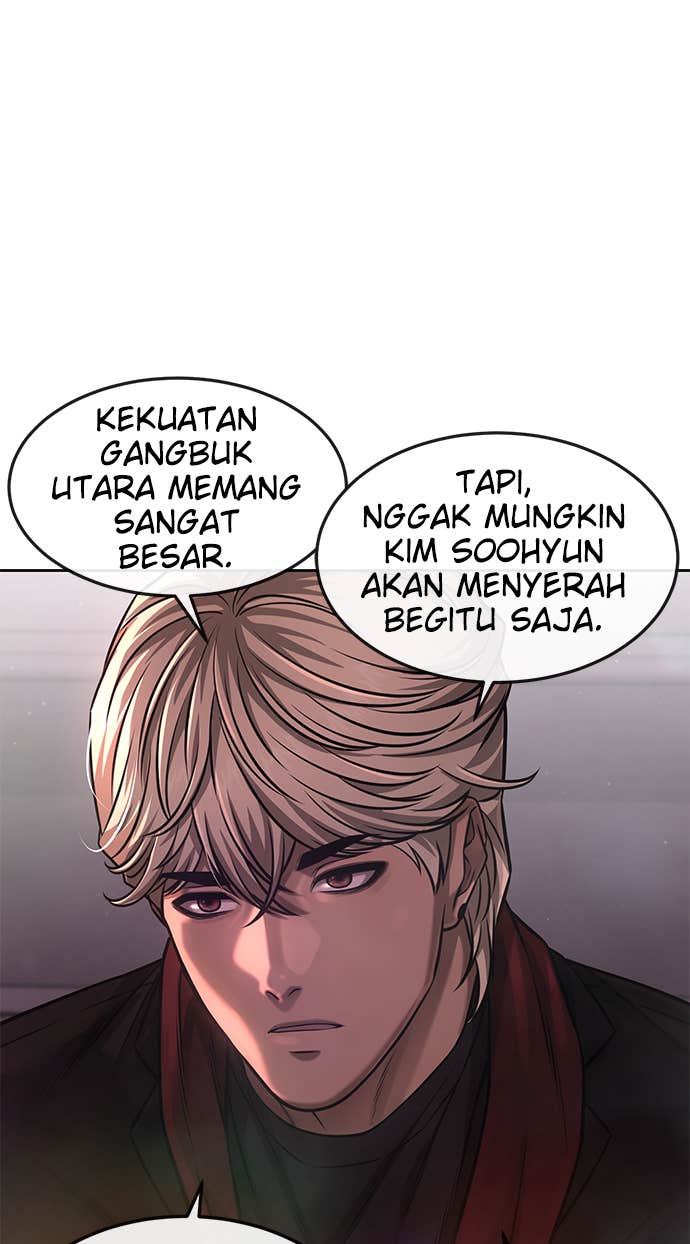 KEKUATAN
GANGBUK
UTARA MEMANG
SANGAT
BESAR.
TAPI,
NGGAK MUNGKIN
KIM SOOHYUN
AKAN MENYERAH
BEGITU SAJA.